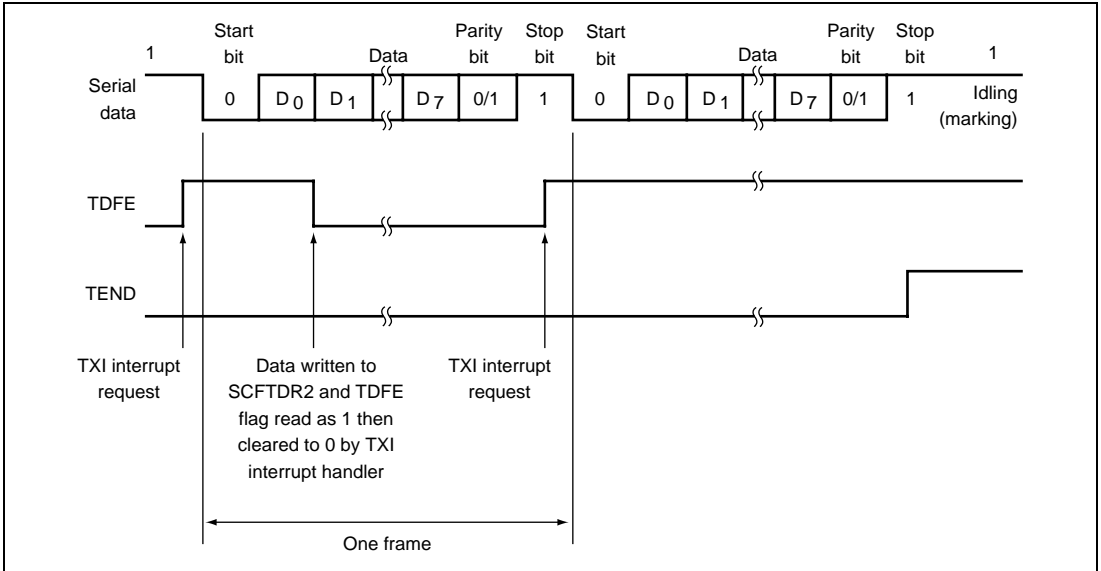 Start Parity Stop Start Parity Stop
1 bit Data bit bit bit Data bit bit 1
Serial data 0 D0 D1 D7 0/1 1 0 D0 D1 D7 0/1 1 Idling (marking)
TDFE
TEND
TXI interrupt request
Data written to
SCFTDR2 and TDFE
flag read as 1 then
cleared to 0 by TXI
interrupt handler
TXI interrupt
request
One frame